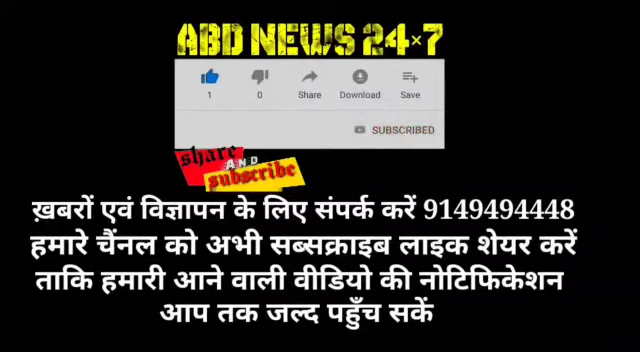 ABD NEWS 24×7
1 0 Share Download Save
SUBSCRIBED
share
AND
subscribe
ख़बरों एवं विज्ञापन के लिए संपर्क करें 9149494448
हमारे चैंनल को अभी सब्सक्राइब लाइक शेयर करें
ताकि हमारी आने वाली वीडियो की नोटिफिकेशन
आप तक जल्द पहुँच सकें